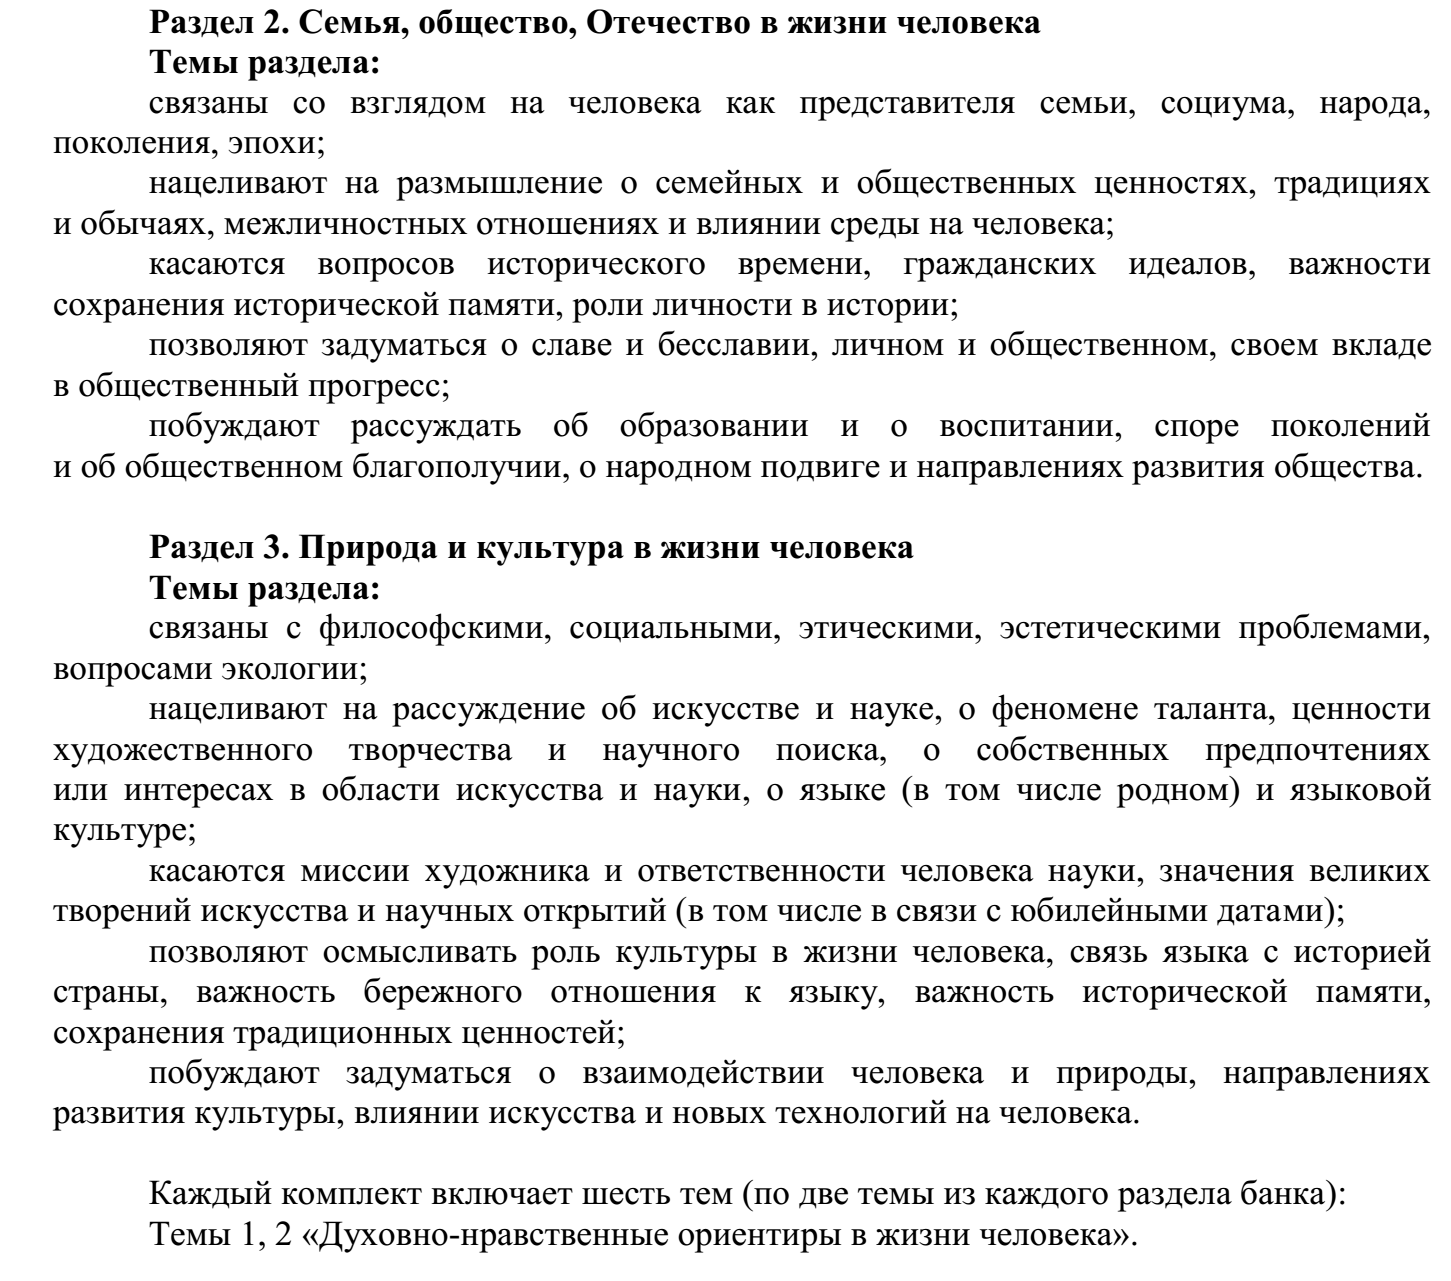 Раздел 2. Семья, общество, Отечество в жизни человека
Темы раздела:
связаны со взглядом на человека как представителя семьи, социума, народа,
поколения, эпохи;
нацеливают на размышление о семейных и общественных ценностях, традициях
и обычаях, межличностных отношениях и влиянии среды на человека;
касаются вопросов исторического времени, гражданских идеалов, важности
сохранения исторической памяти, роли личности в истории;
позволяют задуматься о славе и бесславии, личном и общественном, своем вкладе
в общественный прогресс;
побуждают рассуждать об образовании и о воспитании, споре поколений
и об общественном благополучии, о народном подвиге и направлениях развития общества.
Раздел 3. Природа и культура в жизни человека
Темы раздела:
связаны с философскими, социальными, этическими, эстетическими проблемами,
вопросами экологии;
нацеливают на рассуждение об искусстве и науке, о феномене таланта, ценности
художественного творчества и научного поиска, о собственных предпочтениях
или интересах в области искусства и науки, о языке (в том числе родном) и языковой
культуре;
касаются миссии художника и ответственности человека науки, значения великих
творений искусства и научных открытий (в том числе в связи с юбилейными датами);
позволяют осмысливать роль культуры в жизни человека, связь языка с историей
страны, важность бережного отношения к языку, важность исторической памяти,
сохранения традиционных ценностей;
побуждают задуматься о взаимодействии человека и природы, направлениях
развития культуры, влиянии искусства и новых технологий на человека.
Каждый комплект включает шесть тем (по две темы из каждого раздела банка):
Темы 1, 2 «Духовно-нравственные ориентиры в жизни человека».